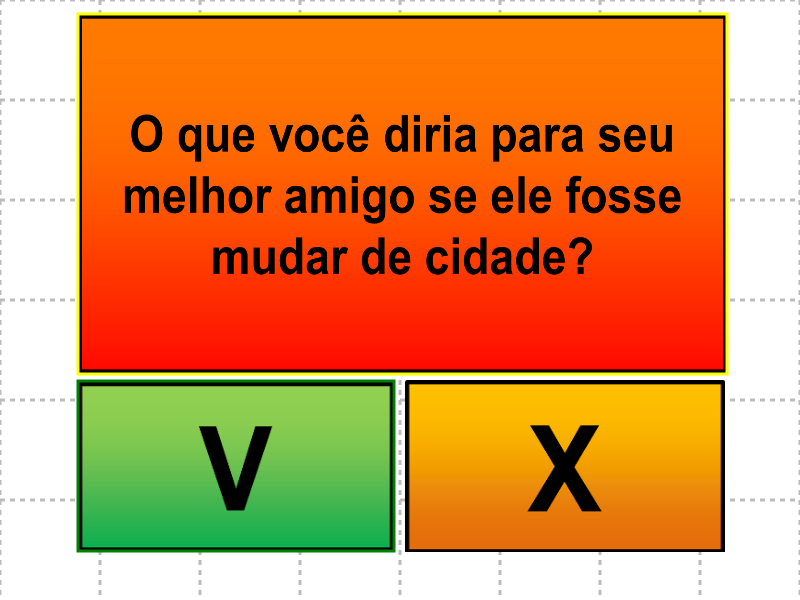 O que você diria para seu
melhor amigo se ele fosse
mudar de cidade?
V
X